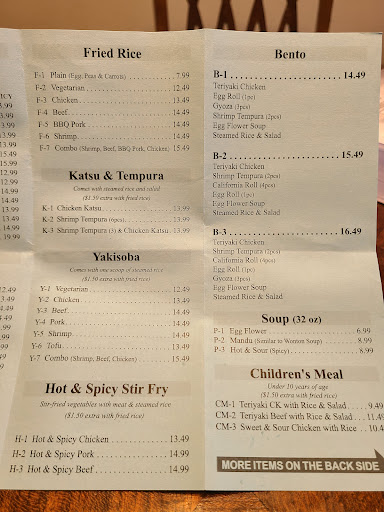 Fried Rice
F-1 Plain (Egg, Peas & Carrots) 7.99
F-2 Vegetarian 12.49
F-3 Chicken 13.49
F-4 Beef 14.49
F-5 BBQ Pork 14.49
F-6 Shrimp 14.49
F-7 Combo (Shrimp, Beef, BBQ Pork, Chicken) 15.49
Katsu & Tempura
Comes with steamed rice and salad
($1.50 extra with fried rice)
K-1 Chicken Katsu 13.99
K-2 Shrimp Tempura (6pcs) 13.99
K-3 Shrimp Tempura (3) & Chicken Katsu 13.99
Yakisoba
Comes with one scoop of steamed rice
($1.50 extra with fried rice)
Y-1 Vegetarian 12.49
Y-2 Chicken 13.49
Y-3 Beef 14.49
Y-4 Pork 14.49
Y-5 Shrimp 14.49
Y-6 Tofu 13.49
Y-7 Combo (Shrimp, Beef, Chicken) 15.49
Hot & Spicy Stir Fry
Stir-fried vegetables with meat & steamed rice
($1.50 extra with fried rice)
H-1 Hot & Spicy Chicken 13.49
H-2 Hot & Spicy Pork 14.99
H-3 Hot & Spicy Beef 14.99
Bento
B-1 14.49
Teriyaki Chicken
Egg Roll (1pc)
Gyoza (3pcs)
Shrimp Tempura (2pcs)
Egg Flower Soup
Steamed Rice & Salad
B-2 15.49
Teriyaki Chicken
Shrimp Tempura (2pcs)
California Roll (4pcs)
Egg Roll (1pc)
Egg Flower Soup
Steamed Rice & Salad
B-3 16.49
Teriyaki Chicken
Shrimp Tempura (2pcs)
California Roll (4pcs)
Egg Roll (1pc)
Gyoza (2pcs)
Egg Flower Soup
Steamed Rice & Salad
Soup (32 oz)
P-1 Egg Flower 6.99
P-2 Mandu (Similar to Wonton Soup) 8.99
P-3 Hot & Sour (Spicy) 8.99
Children's Meal
Under 10 years of age
($1.50 extra with fried rice)
CM-1 Teriyaki CK with Rice & Salad 9.49
CM-2 Teriyaki Beef with Rice & Salad 11.49
CM-3 Sweet & Sour Chicken with Rice 10.4
MORE ITEMS ON THE BACK SIDE